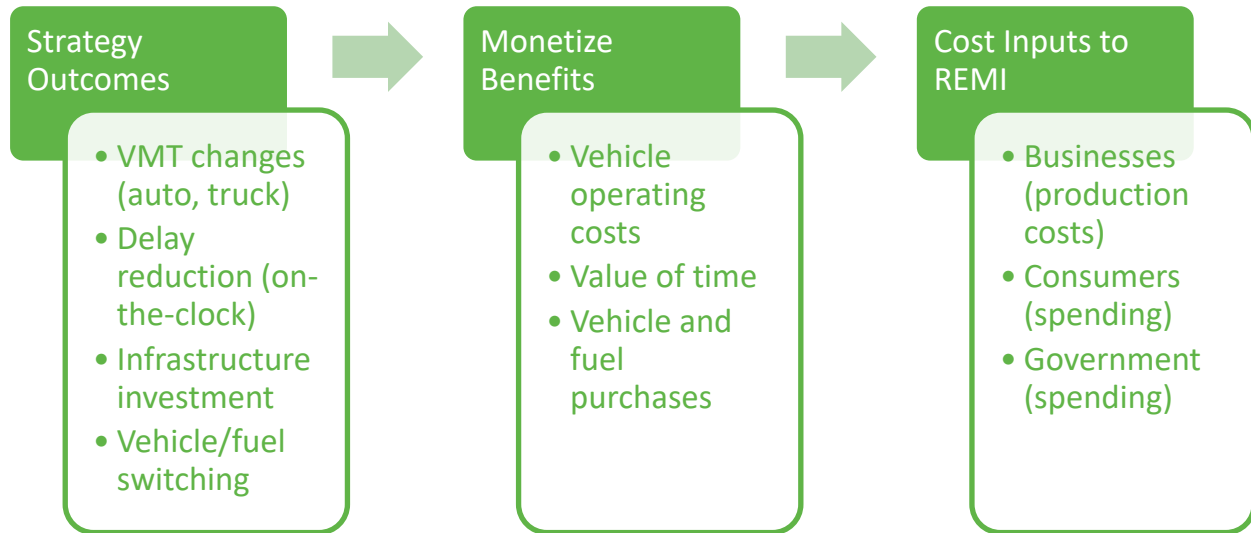 Strategy
Outcomes
• VMT changes
(auto, truck)
• Delay
reduction (on-
the-clock)
• Infrastructure
investment
• Vehicle/fuel
switching
Monetize
Benefits
• Vehicle
operating
costs
• Value of time
• Vehicle and
fuel
purchases
Cost Inputs to
REMI
• Businesses
(production
costs)
• Consumers
(spending)
• Government
(spending)